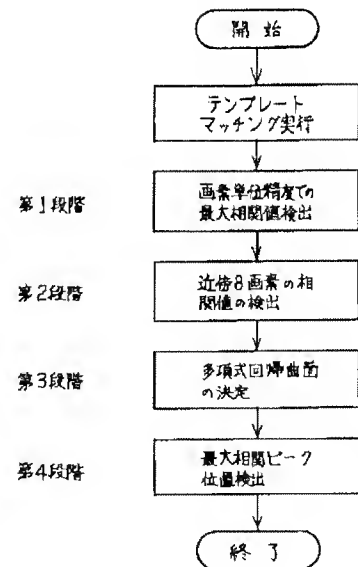 開始
テンプレート
マッチング実行
第1段階
画素単位精度での
最大相関値検出
第2段階
近傍8画素の相
関値の検出
第3段階
多項式回帰曲面
の決定
第4段階
最大相関ピーク
位置検出
終了